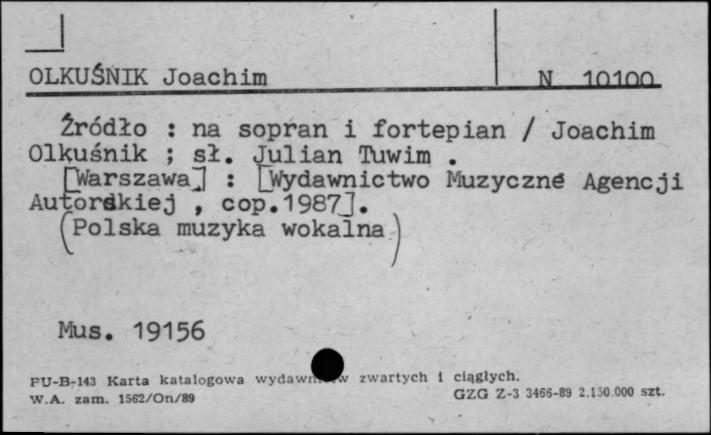 OLKUŚNIK Joachim N 10100
Źródło : na sopran i fortepian / Joachim
Olkuśnik ; sł. Julian Tuwim .
[Warszawa] : [Wydawnictwo Muzyczne Agencji
Autorskiej , cop.1987].
(Polska muzyka wokalna)
Mus. 19156
PU-B-143 Karta katalogowa zwartych i ciągłych.
W.A. zam. 1562/On/89 GZG Z-3 3466-89 2.150.000 szt.